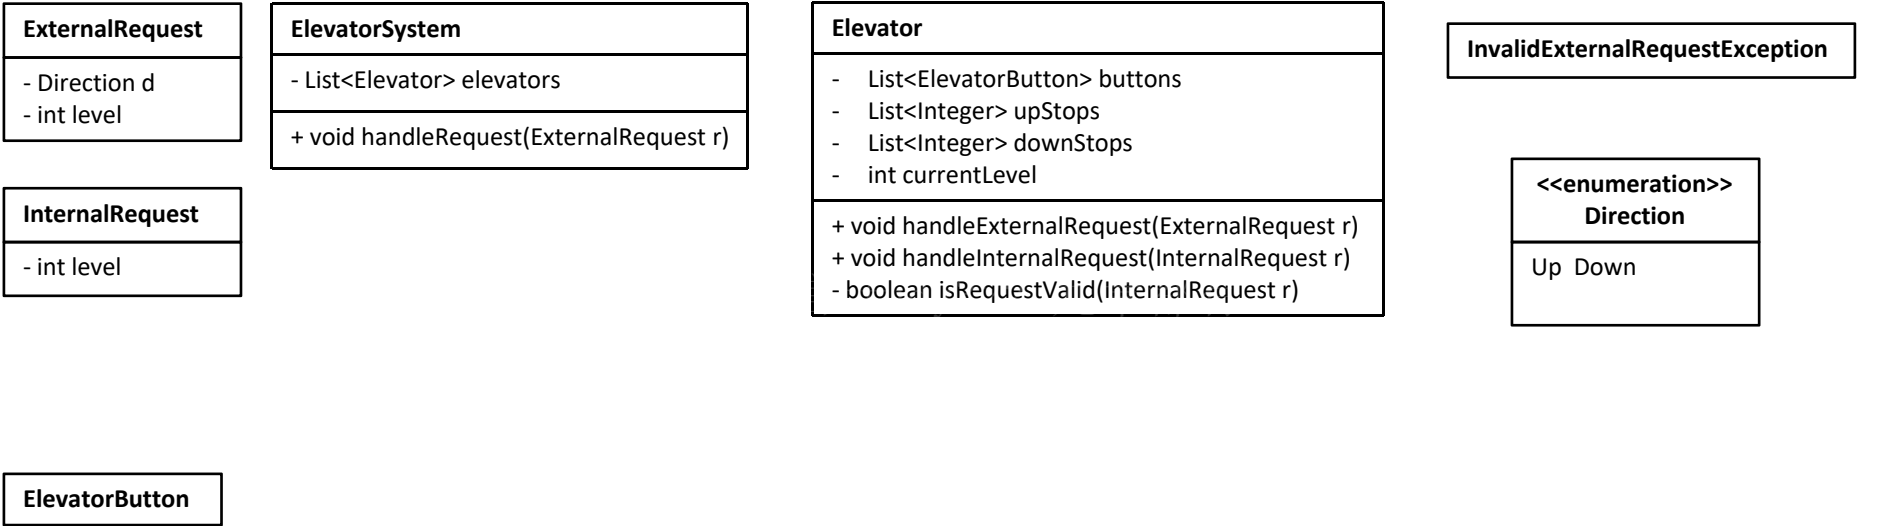 ExternalRequest
- Direction d
- int level
InternalRequest
- int level
ElevatorButton
ElevatorSystem
- List<Elevator> elevators
+ void handleRequest(ExternalRequest r)
Elevator
- List<ElevatorButton> buttons
- List<Integer> upStops
- List<Integer> downStops
- int currentLevel
+ void handleExternalRequest(ExternalRequest r)
+ void handleInternalRequest(InternalRequest r)
- boolean isRequestValid(InternalRequest r)
InvalidExternalRequestException
<<enumeration>>
Direction
Up Down